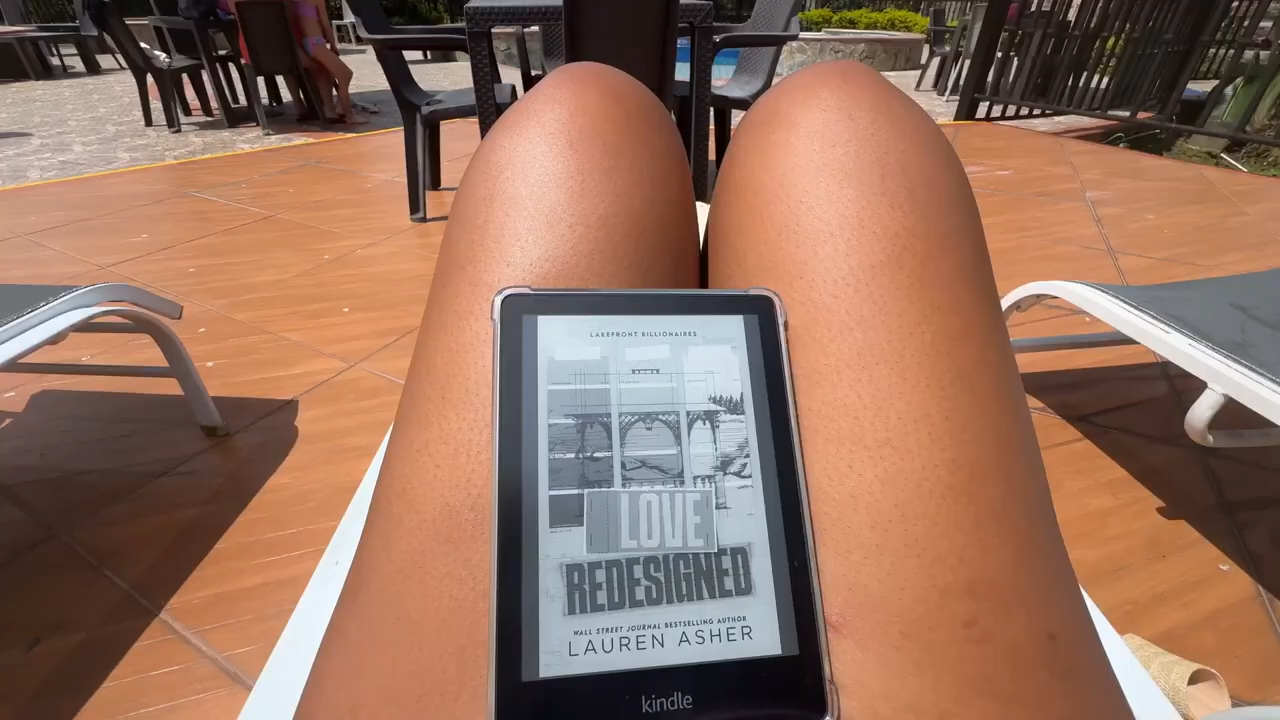 LAKEFRONT BILLIONAIRES
LOVE
REDESIGNED
WALL STREET JOURNAL BESTSELLING AUTHOR
LAUREN ASHER
kindle